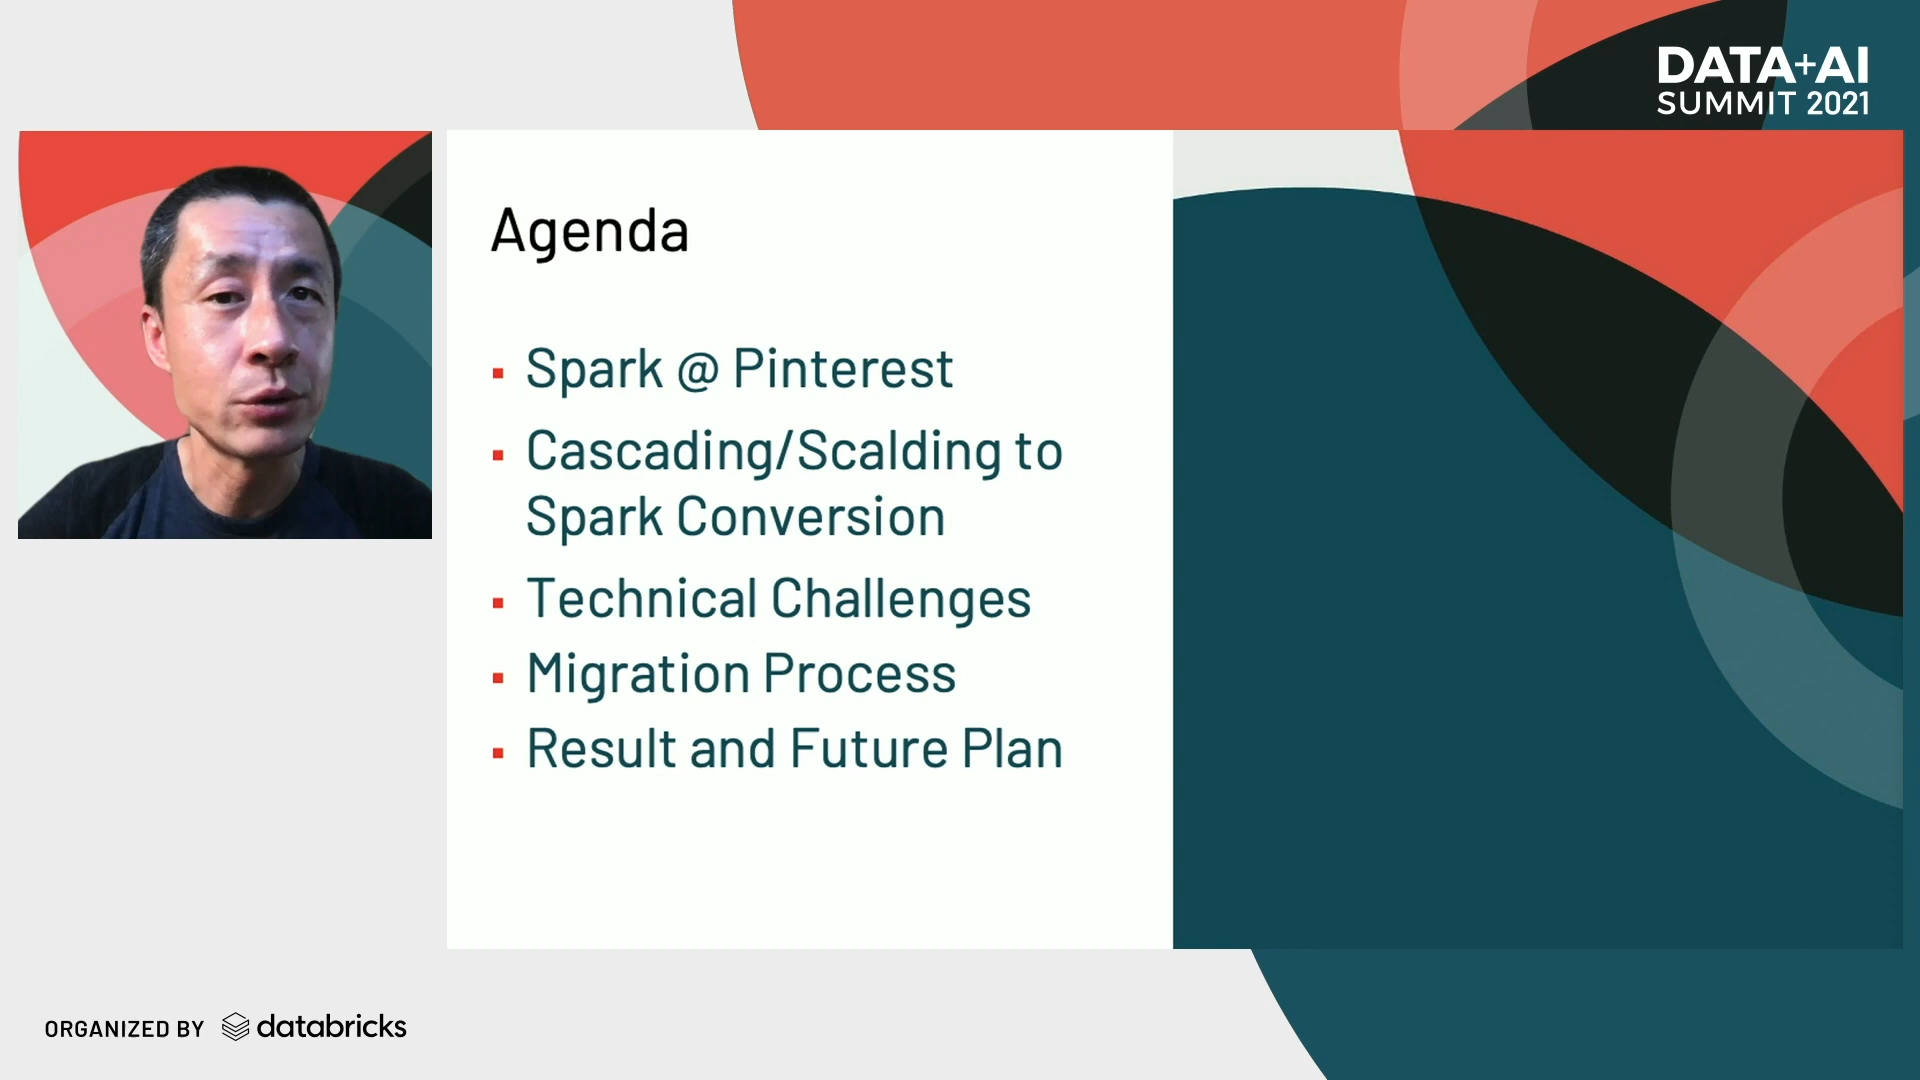 DATA+AI
SUMMIT 2021
Agenda
▪ Spark @ Pinterest
▪ Cascading/Scalding to
Spark Conversion
▪ Technical Challenges
▪ Migration Process
▪ Result and Future Plan
ORGANIZED BY databricks